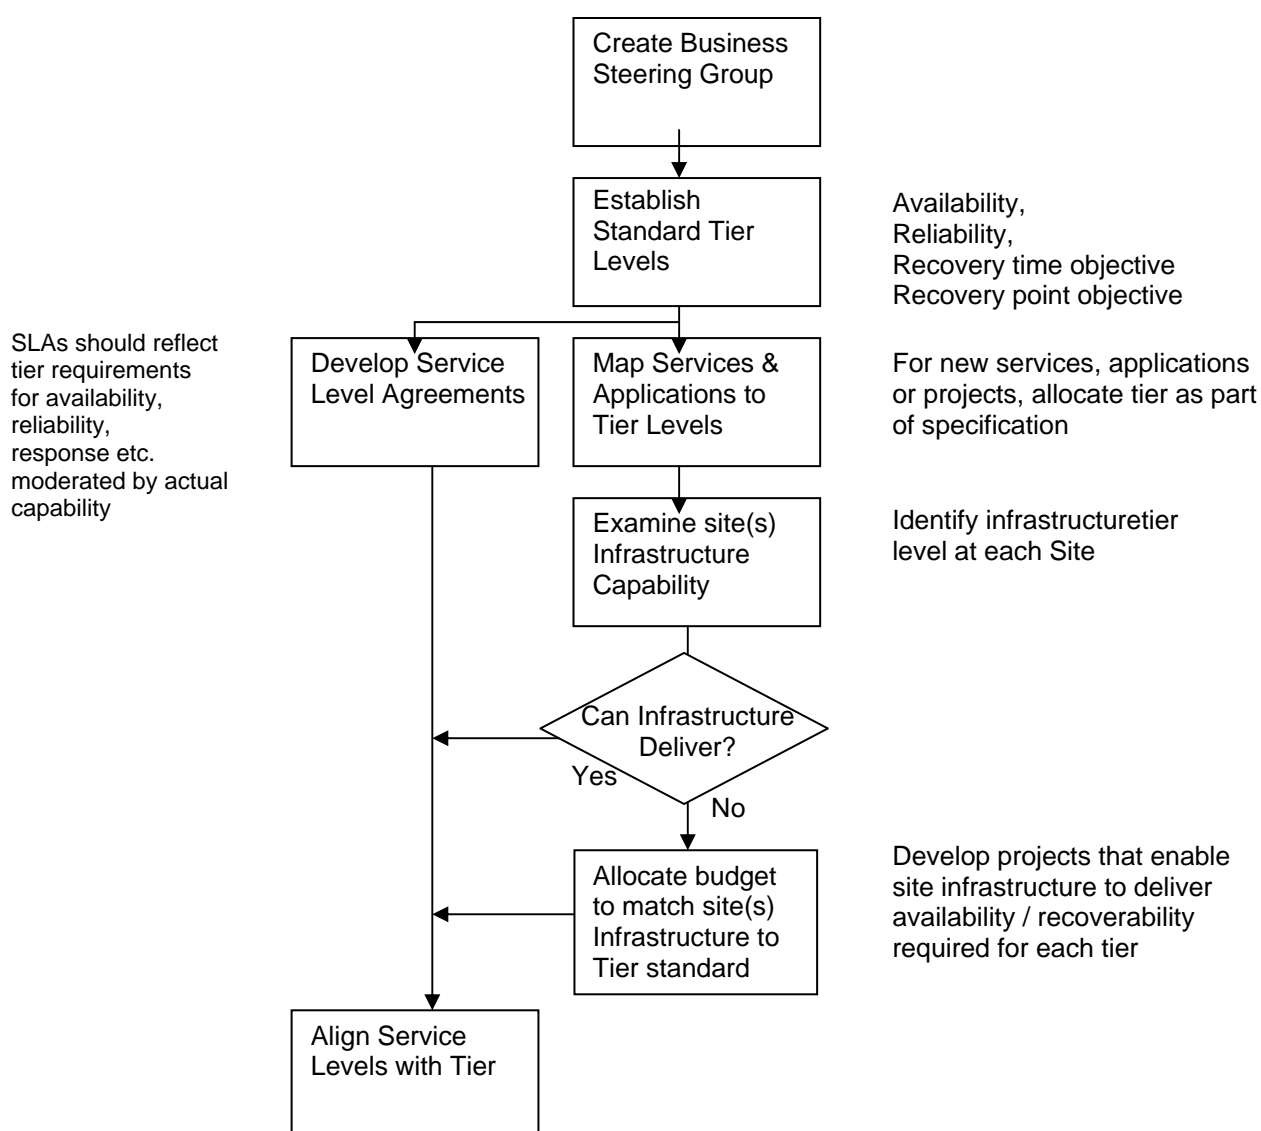 Create Business
Steering Group
Establish
Standard Tier
Levels
Availability,
Reliability,
Recovery time objective
Recovery point objective
SLAs should reflect
tier requirements
for availability,
reliability,
response etc.
moderated by actual
capability
Develop Service
Level Agreements
Map Services &
Applications to
Tier Levels
For new services, applications
or projects, allocate tier as part
of specification
Examine site(s)
Infrastructure
Capability
Identify infrastructuretier
level at each Site
Can Infrastructure
Deliver?
Yes
No
Allocate budget
to match site(s)
Infrastructure to
Tier standard
Develop projects that enable
site infrastructure to deliver
availability / recoverability
required for each tier
Align Service
Levels with Tier